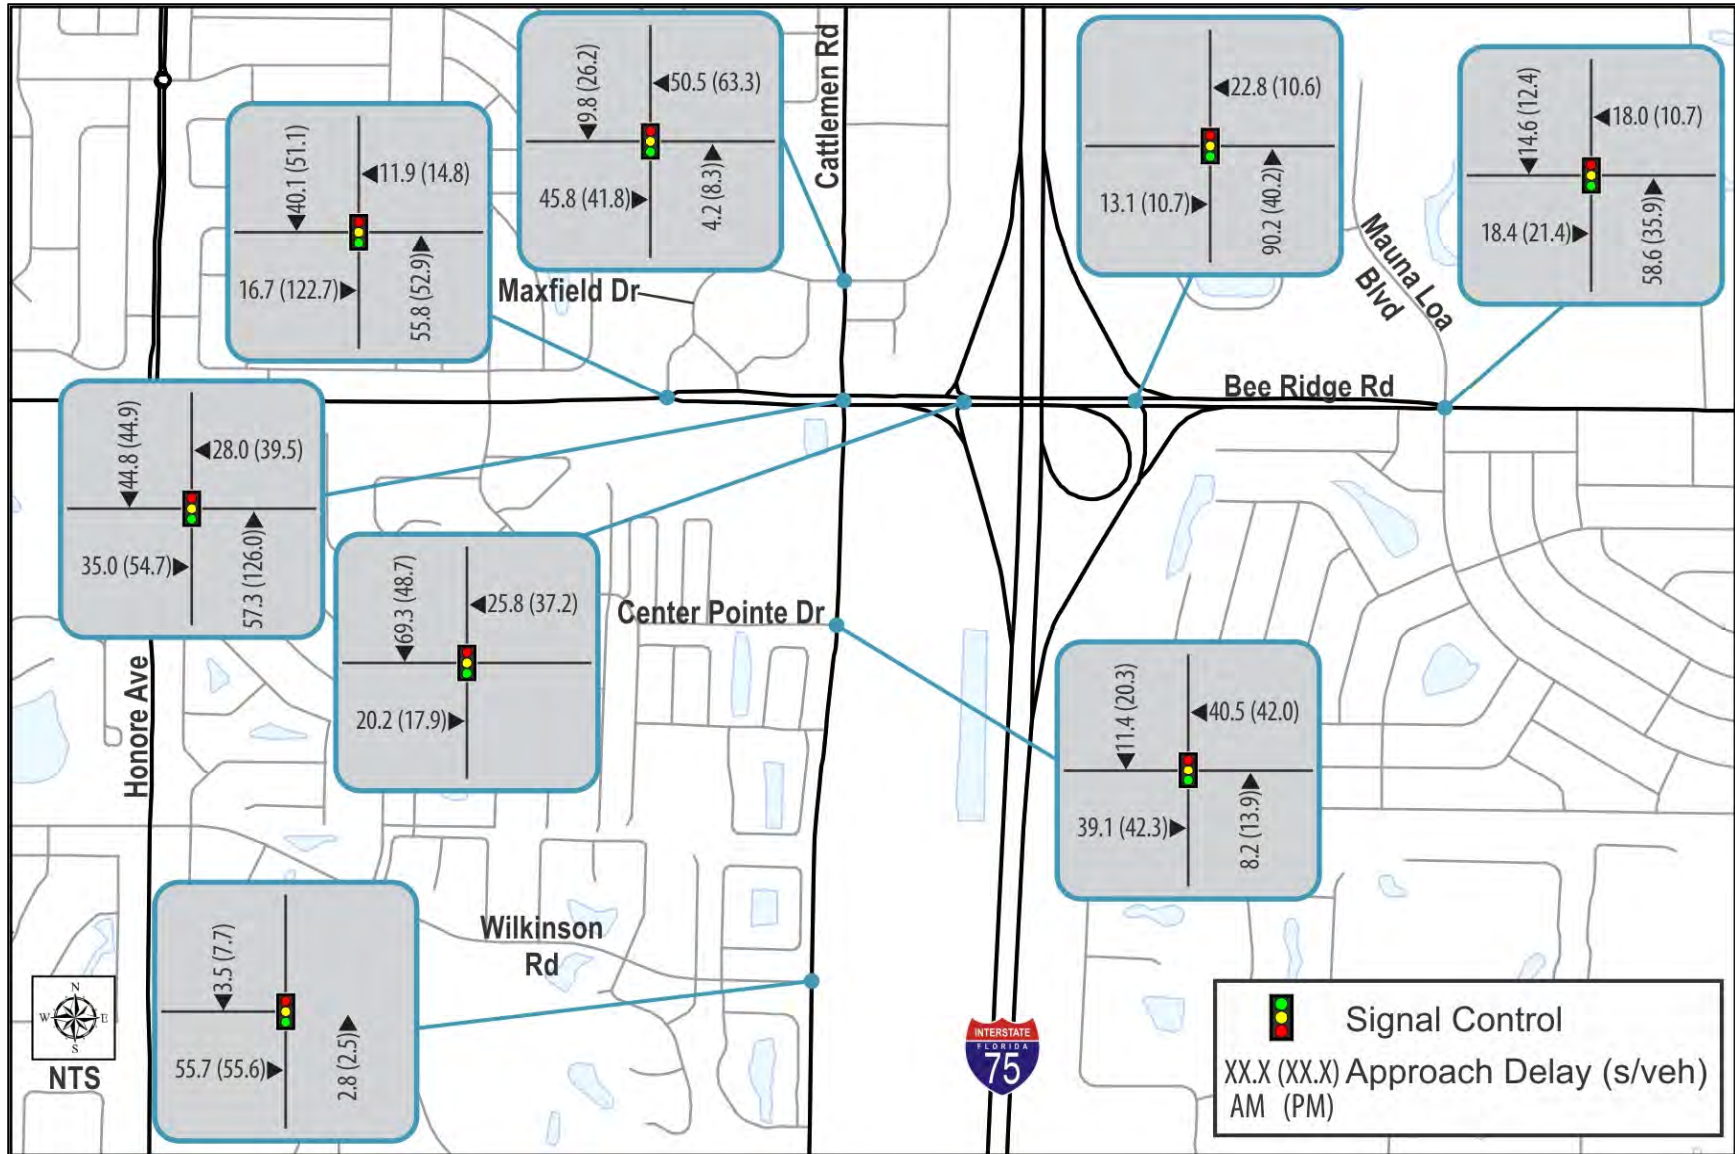 Cattlemen Rd
9.8 (26.2)
50.5 (63.3)
45.8 (41.8)
4.2 (8.3)
22.8 (10.6)
13.1 (10.7)
90.2 (40.2)
14.6 (12.4)
18.0 (10.7)
18.4 (21.4)
58.6 (35.9)
40.1 (51.1)
11.9 (14.8)
16.7 (122.7)
55.8 (52.9)
Maxfield Dr
Mauna Loa
Blvd
Bee Ridge Rd
44.8 (44.9)
28.0 (39.5)
35.0 (54.7)
57.3 (126.0)
69.3 (48.7)
25.8 (37.2)
20.2 (17.9)
Center Pointe Dr
Honore Ave
11.4 (20.3)
40.5 (42.0)
39.1 (42.3)
8.2 (13.9)
3.5 (7.7)
55.7 (55.6)
2.8 (2.5)
Wilkinson
Rd
N
W E
S
NTS
INTERSTATE
FLORIDA
75
Signal Control
XX.X (XX.X) Approach Delay (s/veh)
AM (PM)